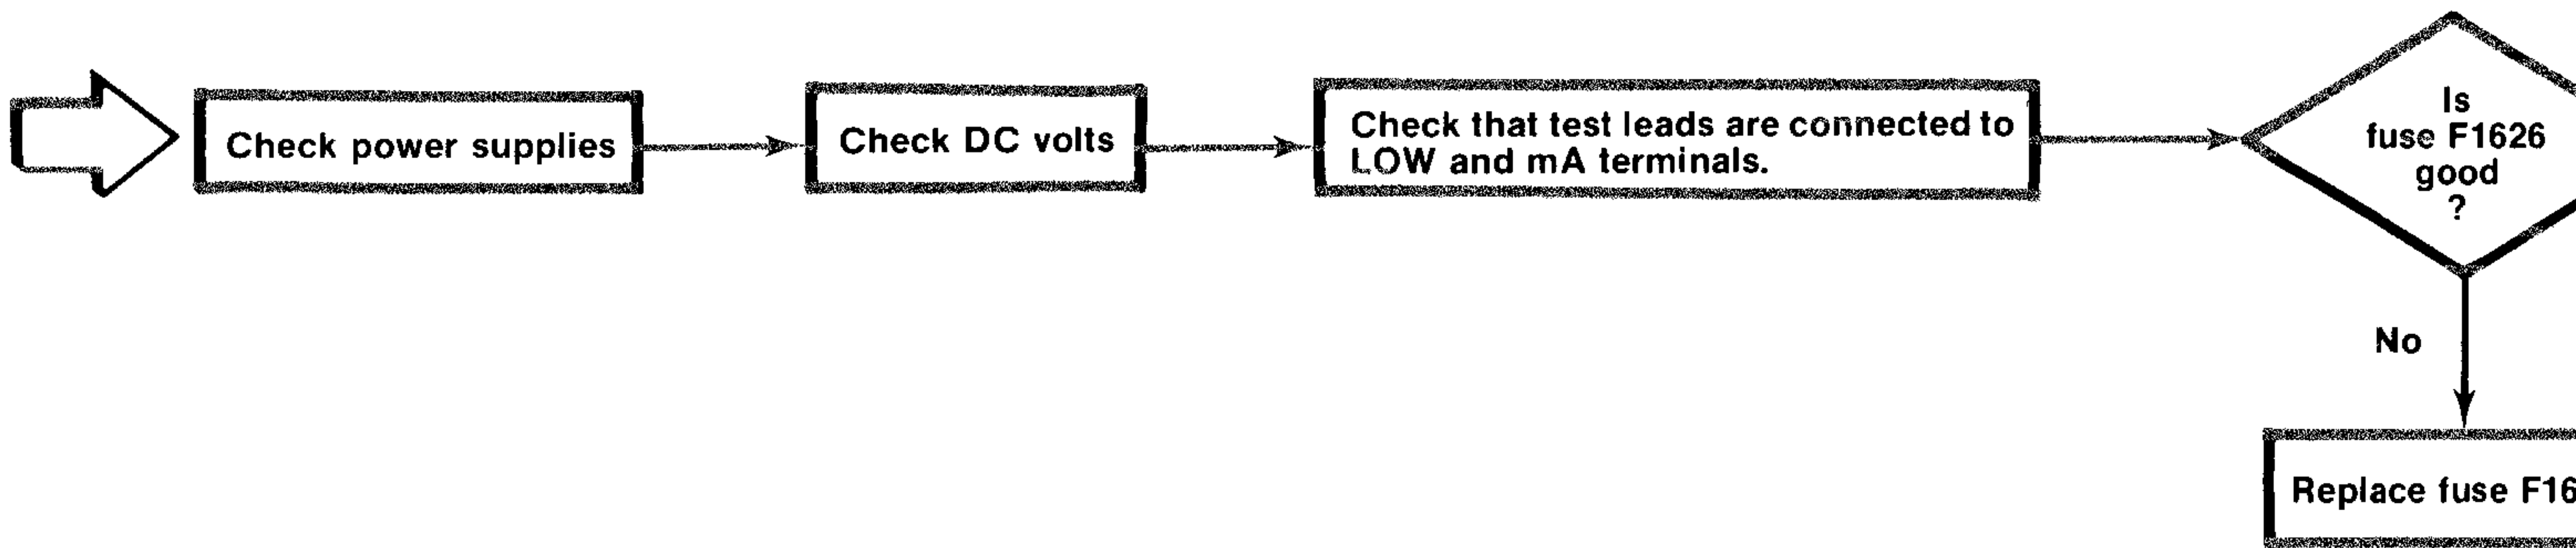 Check power supplies
Check DC volts
Check that test leads are connected to
LOW and mA terminals.
Is
fuse F1626
good
?
No
Replace fuse